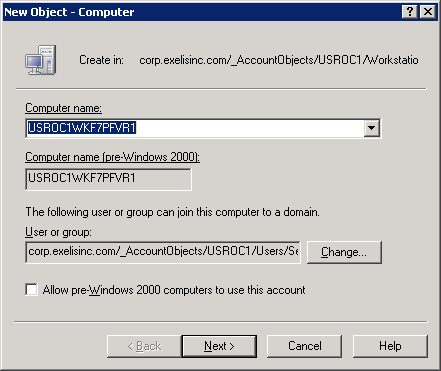 New Object - Computer
Create in: corp.exelisinc.com/_AccountObjects/USROC1/Workstatio
Computer name:
USROC1WKF7PFVR1
Computer name (pre-Windows 2000):
USROC1WKF7PFVR1
The following user or group can join this computer to a domain.
User or group:
corp.exelisinc.com/_AccountObjects/USROC1/Users/Se Change...
Allow pre-Windows 2000 computers to use this account
< Back Next > Cancel Help